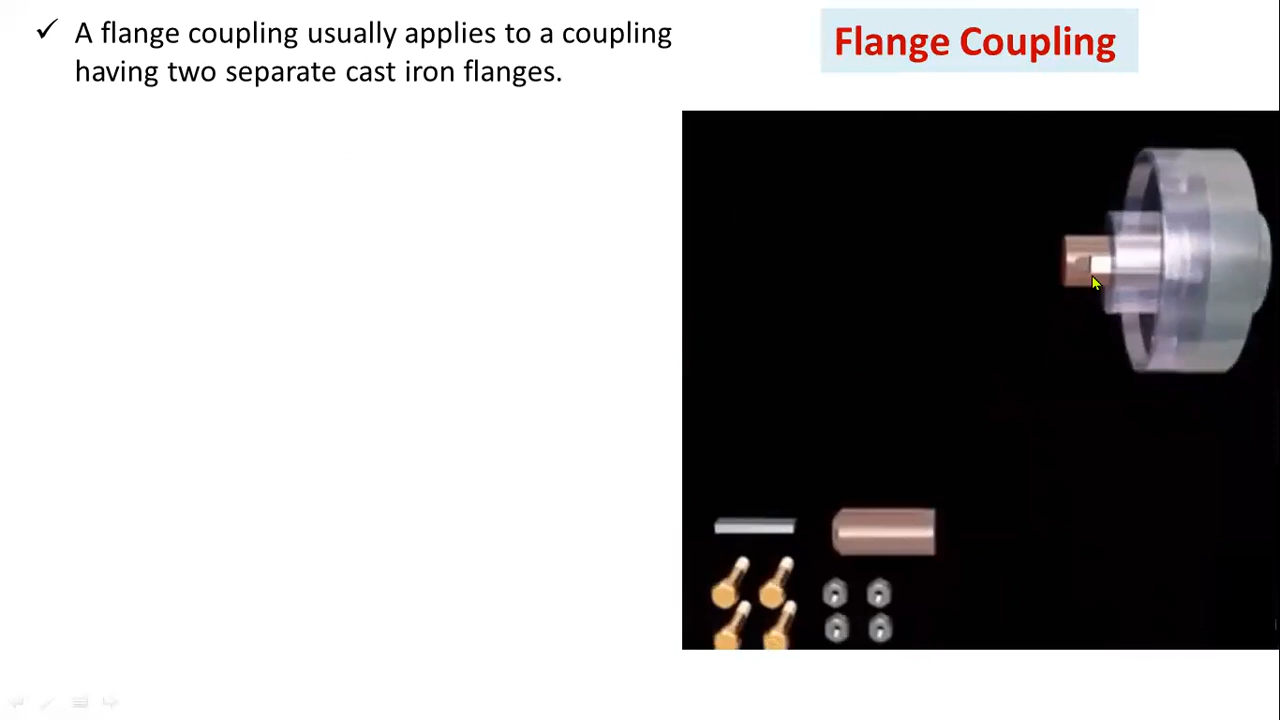 ✓ A flange coupling usually applies to a coupling
having two separate cast iron flanges.
Flange Coupling